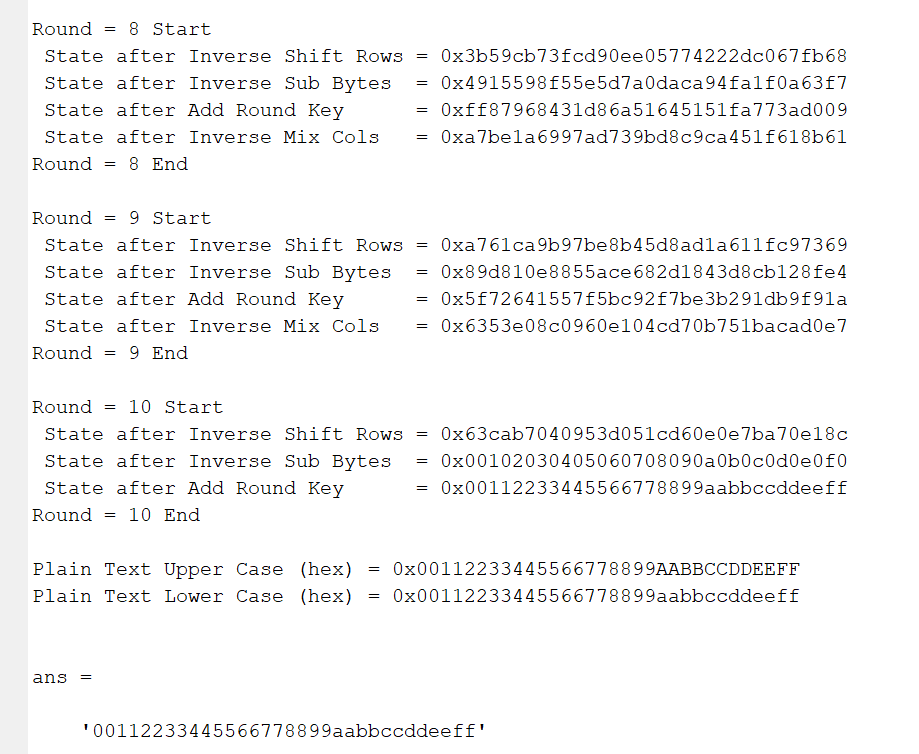 Round = 8 Start
State after Inverse Shift Rows = 0x3b59cb73fcd90ee05774222dc067fb68
State after Inverse Sub Bytes = 0x4915598f55e5d7a0daca94fa1f0a63f7
State after Add Round Key = 0xff87968431d86a51645151fa773ad009
State after Inverse Mix Cols = 0xa7be1a6997ad739bd8c9ca451f618b61
Round = 8 End
Round = 9 Start
State after Inverse Shift Rows = 0xa761ca9b97be8b45d8ad1a611fc97369
State after Inverse Sub Bytes = 0x89d810e8855ace682d1843d8cb128fe4
State after Add Round Key = 0x5f72641557f5bc92f7be3b291db9f91a
State after Inverse Mix Cols = 0x6353e08c0960e104cd70b751bacad0e7
Round = 9 End
Round = 10 Start
State after Inverse Shift Rows = 0x63cab7040953d051cd60e0e7ba70e18c
State after Inverse Sub Bytes = 0x00102030405060708090a0b0c0d0e0f0
State after Add Round Key = 0x00112233445566778899aabbccddeeff
Round = 10 End
Plain Text Upper Case (hex) = 0x00112233445566778899AABBCCDDEEFF
Plain Text Lower Case (hex) = 0x00112233445566778899aabbccddeeff
ans =
'00112233445566778899aabbccddeeff'